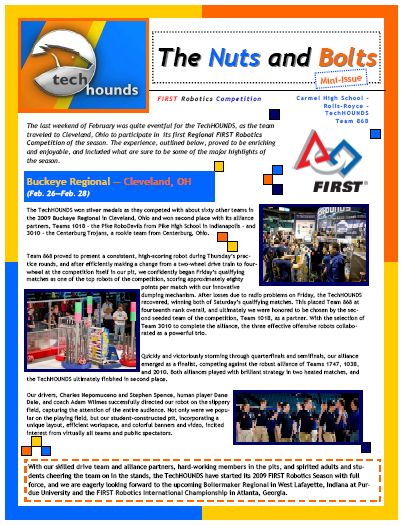 tech
hounds
The Nuts and Bolts
Mini-Issue
FIRST Robotics Competition
Carmel High School -
Rolls-Royce -
TechHOUNDS
Team 868
The last weekend of February was quite eventful for the TechHOUNDS, as the team
traveled to Cleveland, Ohio to participate in its first Regional FIRST Robotics
Competition of the season. The experience, outlined below, proved to be enriching
and enjoyable, and included what are sure to be some of the major highlights of
the season.
FIRST
Buckeye Regional — Cleveland, OH
(Feb. 26—Feb. 28)
The TechHOUNDS won silver medals as they competed with about sixty other teams in
the 2009 Buckeye Regional in Cleveland, Ohio and won second place with its alliance
partners, Teams 1018 - the Pike RoboDevils from Pike High School in Indianapolis - and
3010 - the Centerburg Trojans, a rookie team from Centerburg, Ohio.
Team 868 proved to present a consistent, high-scoring robot during Thursday's prac-
tice rounds, and after efficiently making a change from a two-wheel drive train to four-
wheel at the competition itself in our pit, we confidently began Friday's qualifying
matches as one of the top robots of the competition, scoring approximately eighty
points per match with our innovative
dumping mechanism. After losses due to radio problems on Friday, the TechHOUNDS
recovered, winning both of Saturday's qualifying matches. This placed Team 868 at
fourteenth rank overall, and ultimately we were honored to be chosen by the sec-
ond seeded team of the competition, Team 1018, as a partner. With the selection of
Team 3010 to complete the alliance, the three effective offensive robots collabo-
rated as a powerful trio.
Quickly and victoriously storming through quarterfinals and semifinals, our alliance
emerged as a finalist, competing against the robust alliance of Teams 1747, 1038,
and 2010. Both alliances played with brilliant strategy in two heated matches, and
the TechHOUNDS ultimately finished in second place.
Our drivers, Charles Nepomuceno and Stephen Spence, human player Dane
Dale, and coach Adam Wilmes successfully directed our robot on the slippery
field, capturing the attention of the entire audience. Not only were we popu-
lar on the playing field, but our student-constructed pit, incorporating a
unique layout, efficient workspace, and colorful banners and video, incited
interest from virtually all teams and public spectators.
With our skilled drive team and alliance partners, hard-working members in the pits, and spirited adults and stu-
dents cheering the team on in the stands, the TechHOUNDS have started its 2009 FIRST Robotics Season with full
force, and we are eagerly looking forward to the upcoming Boilermaker Regional in West Lafayette, Indiana at Pur-
due University and the FIRST Robotics International Championship in Atlanta, Georgia.